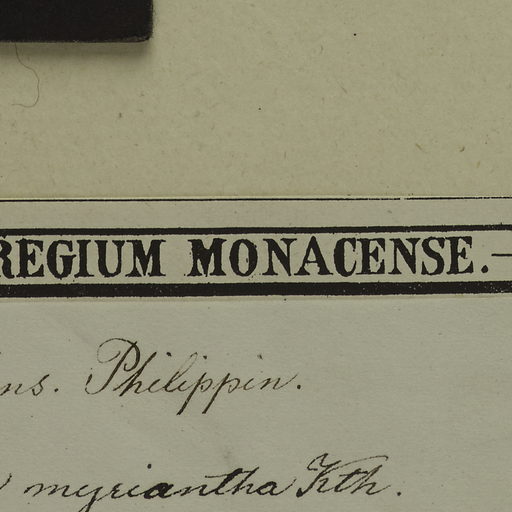 REGIUM MONACENSE.—
ns. Philippin.
myriantha Kth.